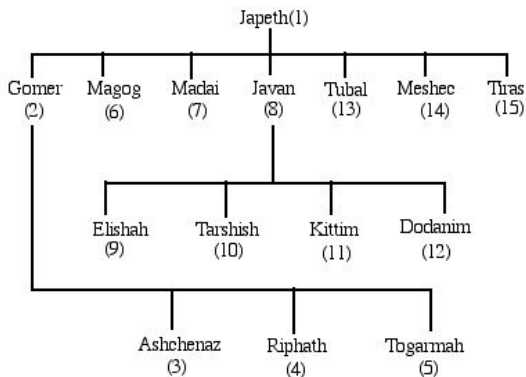 Japeth(1)
Gomer Magog Madai Javan Tubal Meshec Tiras
(2) (6) (7) (8) (13) (14) (15)
Elishah Tarshish Kittim Dodanim
(9) (10) (11) (12)
Ashchenaz Riphath Togarmah
(3) (4) (5)